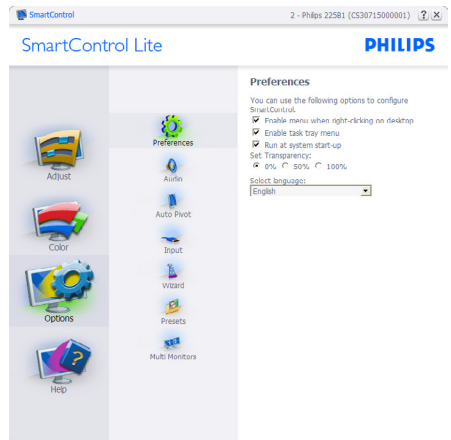 SmartControl
2 - Philips 225B1 (CS30715000001)
? X
SmartControl Lite
PHILIPS
Adjust
Color
Options
Help
Preferences
Audio
Auto Pivot
Input
Wizard
Presets
Multi Monitors
Preferences
You can use the following options to configure
SmartControl.
Enable menu when right-clicking on desktop
Enable task tray menu
Run at system start-up
Set Transparency:
0% 50% 100%
Select language:
English